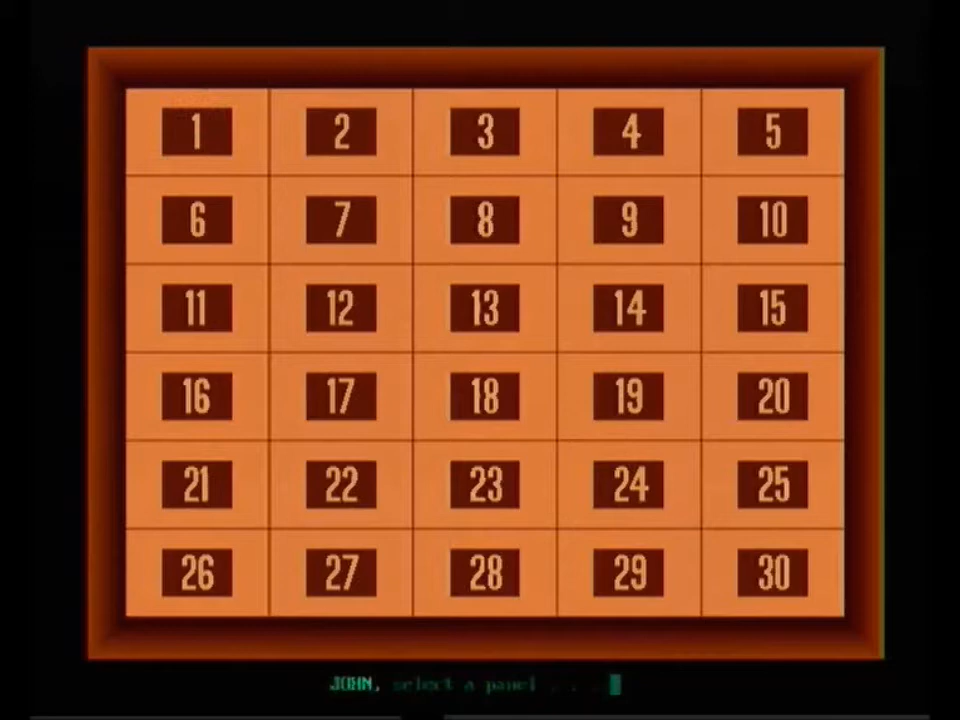 1 2 3 4 5
6 7 8 9 10
11 12 13 14 15
16 17 18 19 20
21 22 23 24 25
26 27 28 29 30
JOHN, select a panel . . .